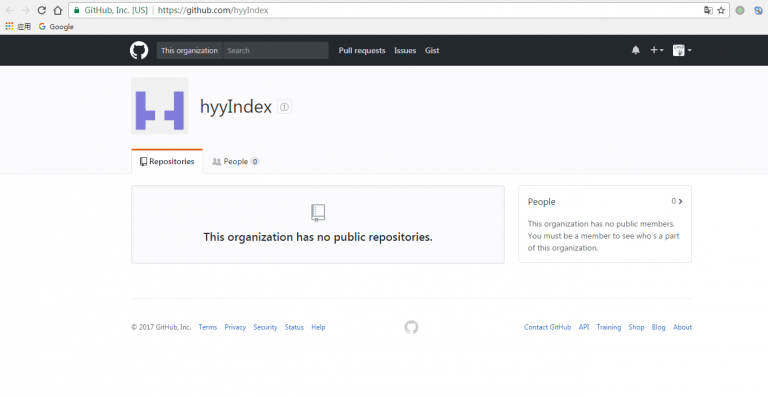 GitHub, Inc. [US] | https://github.com/hyyIndex
应用 Google
This organization Search Pull requests Issues Gist
hyyIndex
Repositories People 0
This organization has no public repositories.
People 0
This organization has no public members.
You must be a member to see who's a part
of this organization.
© 2017 GitHub, Inc. Terms Privacy Security Status Help Contact GitHub API Training Shop Blog About